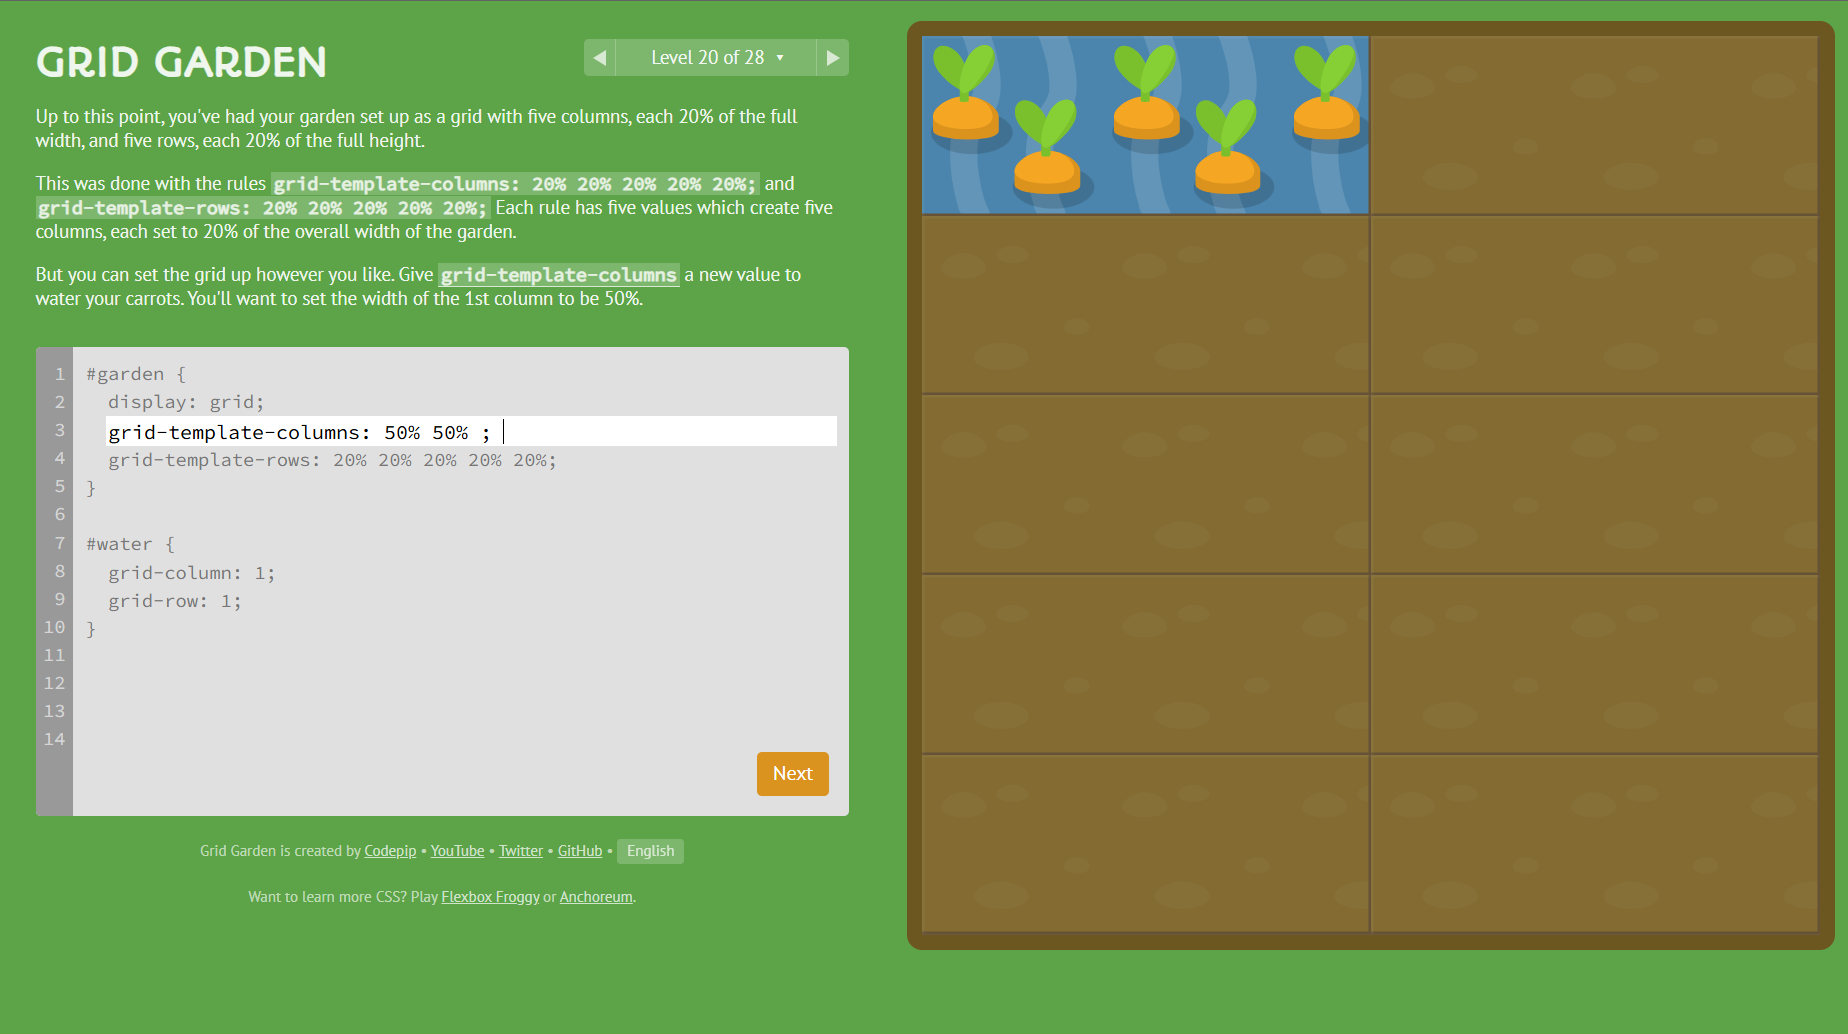 GRID GARDEN
Level 20 of 28
Up to this point, you've had your garden set up as a grid with five columns, each 20% of the full
width, and five rows, each 20% of the full height.
This was done with the rules grid-template-columns: 20% 20% 20% 20% 20%; and
grid-template-rows: 20% 20% 20% 20% 20%; Each rule has five values which create five
columns, each set to 20% of the overall width of the garden.
But you can set the grid up however you like. Give grid-template-columns a new value to
water your carrots. You'll want to set the width of the 1st column to be 50%.
1 #garden {
2 display: grid;
3 grid-template-columns: 50% 50% ;
4 grid-template-rows: 20% 20% 20% 20% 20%;
5 }
6
7 #water {
8 grid-column: 1;
9 grid-row: 1;
10 }
11
12
13
14
Next
Grid Garden is created by Codepip • YouTube • Twitter • GitHub • English
Want to learn more CSS? Play Flexbox Froggy or Anchoreum.